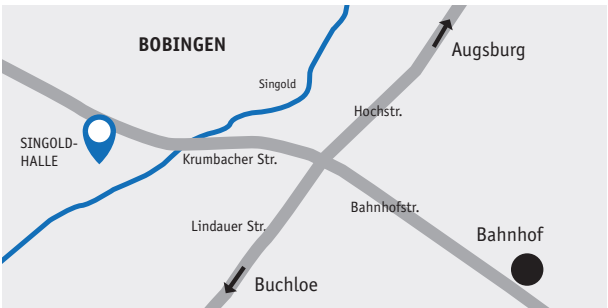 BOBINGEN
Augsburg
Singold
Hochstr.
SINGOLD-
HALLE
Krumbacher Str.
Bahnhofstr.
Lindauer Str.
Bahnhof
Buchloe